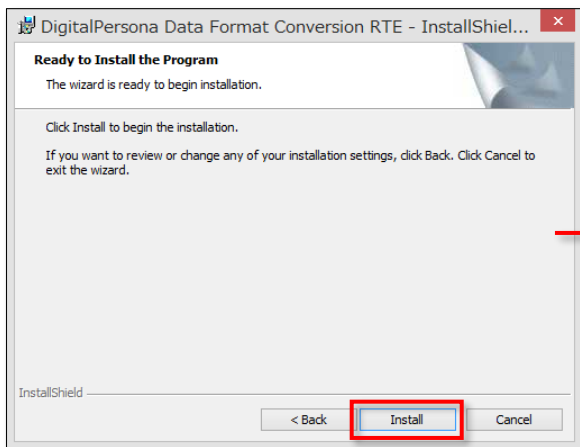 DigitalPersona Data Format Conversion RTE - InstallShiel...
Ready to Install the Program
The wizard is ready to begin installation.
Click Install to begin the installation.
If you want to review or change any of your installation settings, click Back. Click Cancel to
exit the wizard.
InstallShield
< Back Install Cancel